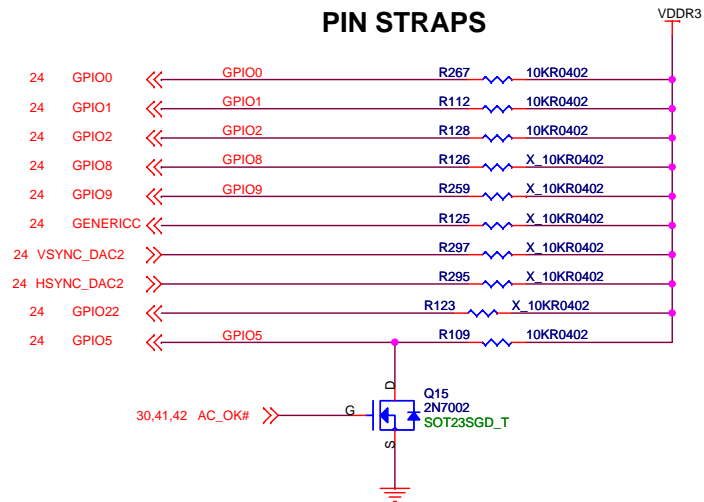 PIN STRAPS
VDDR3
24 GPIO0 GPIO0 R267 10KR0402
24 GPIO1 GPIO1 R112 10KR0402
24 GPIO2 GPIO2 R128 10KR0402
24 GPIO8 GPIO8 R126 X_10KR0402
24 GPIO9 GPIO9 R259 X_10KR0402
24 GENERICC R125 X_10KR0402
24 VSYNC_DAC2 R297 X_10KR0402
24 HSYNC_DAC2 R295 X_10KR0402
24 GPIO22 R123 X_10KR0402
24 GPIO5 GPIO5 R109 10KR0402
D
Q15
2N7002
30,41,42 AC_OK# G SOT23SGD_T
S